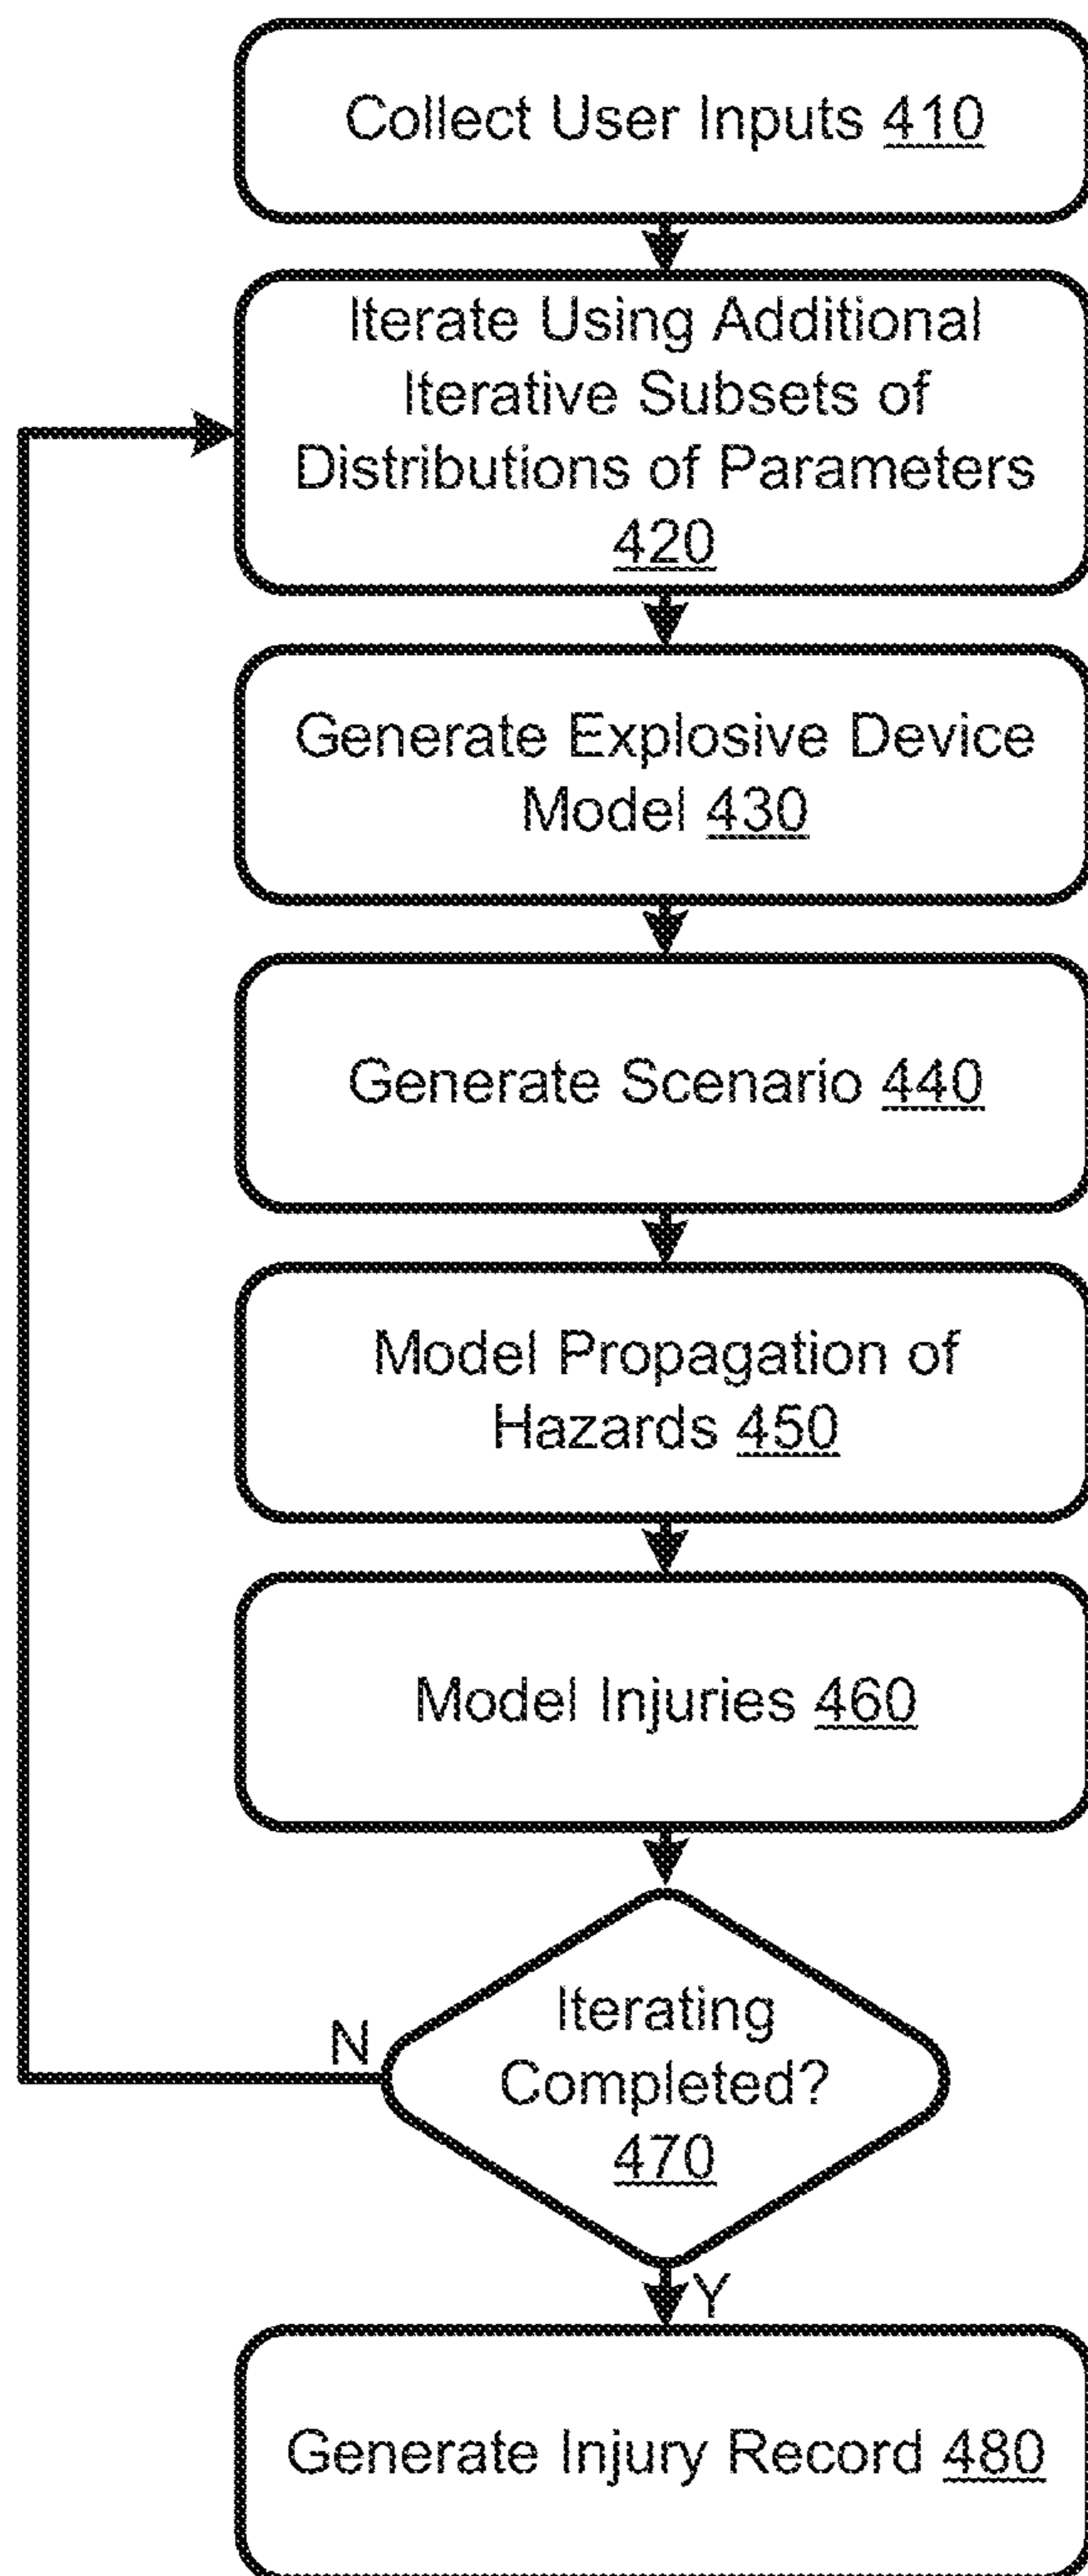 Collect User Inputs 410
Iterate Using Additional
Iterative Subsets of
Distributions of Parameters
420
Generate Explosive Device
Model 430
Generate Scenario 440
Model Propagation of
Hazards 450
Model Injuries 460
Iterating
Completed?
470
N
Y
Generate Injury Record 480